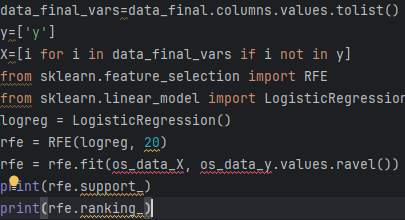 data_final_vars=data_final.columns.values.tolist()
y=['y']
X=[i for i in data_final_vars if i not in y]
from sklearn.feature_selection import RFE
from sklearn.linear_model import LogisticRegression
logreg = LogisticRegression()
rfe = RFE(logreg, 20)
rfe = rfe.fit(os_data_X, os_data_y.values.ravel())
print(rfe.support_)
print(rfe.ranking_)